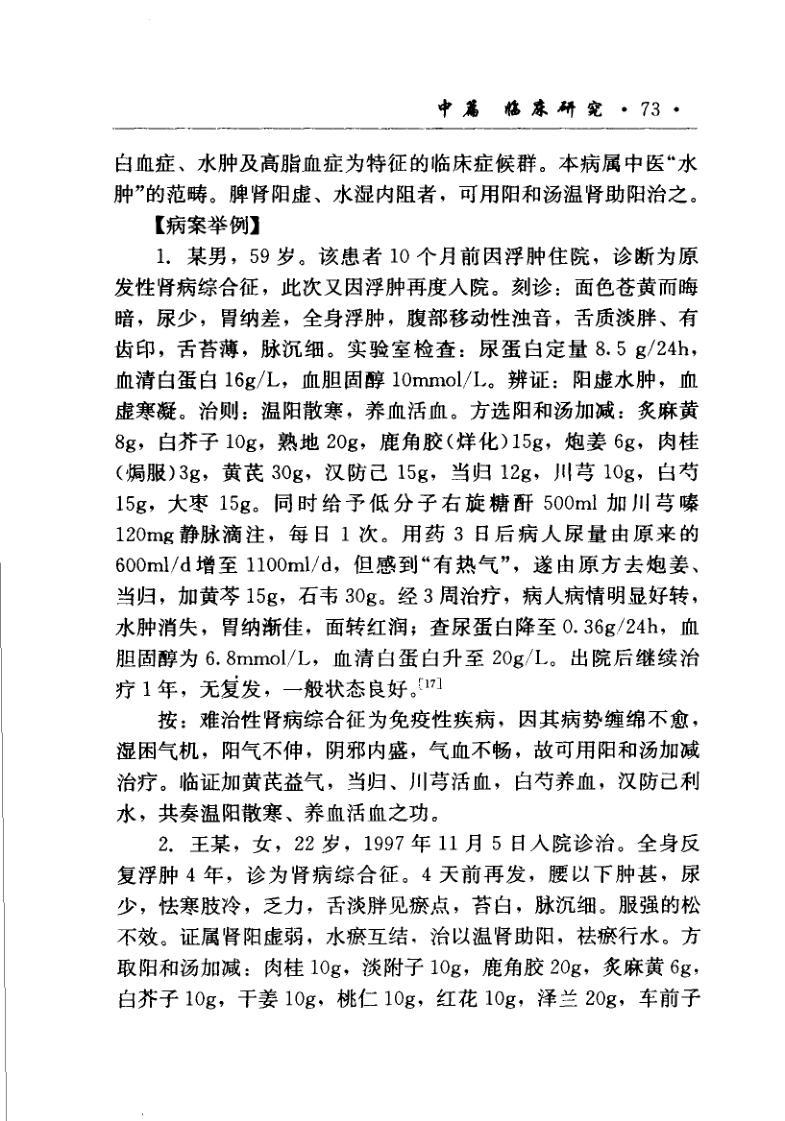 中篇 临床研究 · 73 ·
白血症、水肿及高脂血症为特征的临床症候群。本病属中医“水
肿”的范畴。脾肾阳虚、水湿内阻者，可用阳和汤温肾助阳治之。
【病案举例】
1. 某男，59 岁。该患者 10 个月前因浮肿住院，诊断为原
发性肾病综合征，此次又因浮肿再度入院。刻诊：面色苍黄而晦
暗，尿少，胃纳差，全身浮肿，腹部移动性浊音，舌质淡胖、有
齿印，舌苔薄，脉沉细。实验室检查：尿蛋白定量 8.5 g/24h，
血清白蛋白 16g/L，血胆固醇 10mmol/L。辨证：阳虚水肿，血
虚寒凝。治则：温阳散寒，养血活血。方选阳和汤加减：炙麻黄
8g，白芥子 10g，熟地 20g，鹿角胶(烊化)15g，炮姜 6g，肉桂
(焗服)3g，黄芪 30g，汉防己 15g，当归 12g，川芎 10g，白芍
15g，大枣 15g。同时给予低分子右旋糖酐 500ml 加川芎嗪
120mg 静脉滴注，每日 1 次。用药 3 日后病人尿量由原来的
600ml/d 增至 1100ml/d，但感到“有热气”，遂由原方去炮姜、
当归，加黄芩 15g，石韦 30g。经 3 周治疗，病人病情明显好转，
水肿消失，胃纳渐佳，面转红润；查尿蛋白降至 0.36g/24h，血
胆固醇为 6.8mmol/L，血清白蛋白升至 20g/L。出院后继续治
疗 1 年，无复发，一般状态良好。[17]
按：难治性肾病综合征为免疫性疾病，因其病势缠绵不愈，
湿困气机，阳气不伸，阴邪内盛，气血不畅，故可用阳和汤加减
治疗。临证加黄芪益气，当归、川芎活血，白芍养血，汉防己利
水，共奏温阳散寒、养血活血之功。
2. 王某，女，22 岁，1997 年 11 月 5 日入院诊治。全身反
复浮肿 4 年，诊为肾病综合征。4 天前再发，腰以下肿甚，尿
少，怯寒肢冷，乏力，舌淡胖见瘀点，苔白，脉沉细。服强的松
不效。证属肾阳虚弱，水瘀互结，治以温肾助阳，祛瘀行水。方
取阳和汤加减：肉桂 10g，淡附子 10g，鹿角胶 20g，炙麻黄 6g，
白芥子 10g，干姜 10g，桃仁 10g，红花 10g，泽兰 20g，车前子